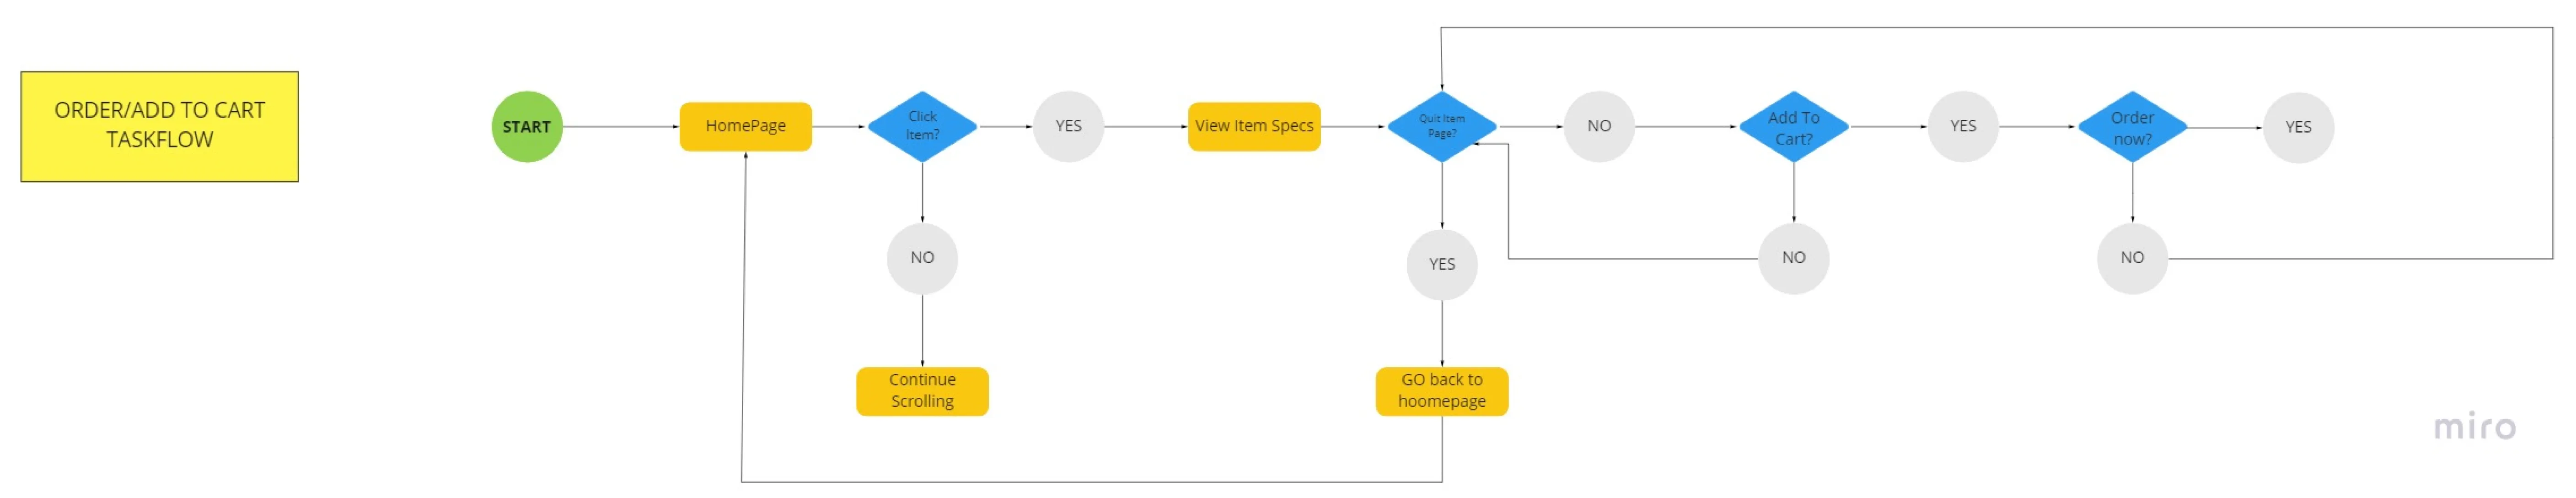 ORDER/ADD TO CART
TASKFLOW
START
HomePage
Click
Item?
YES
View Item Specs
Quit Item
Page?
NO
Add To
Cart?
YES
Order
now?
YES
NO
YES
NO
NO
Continue
Scrolling
GO back to
hoomepage
miro